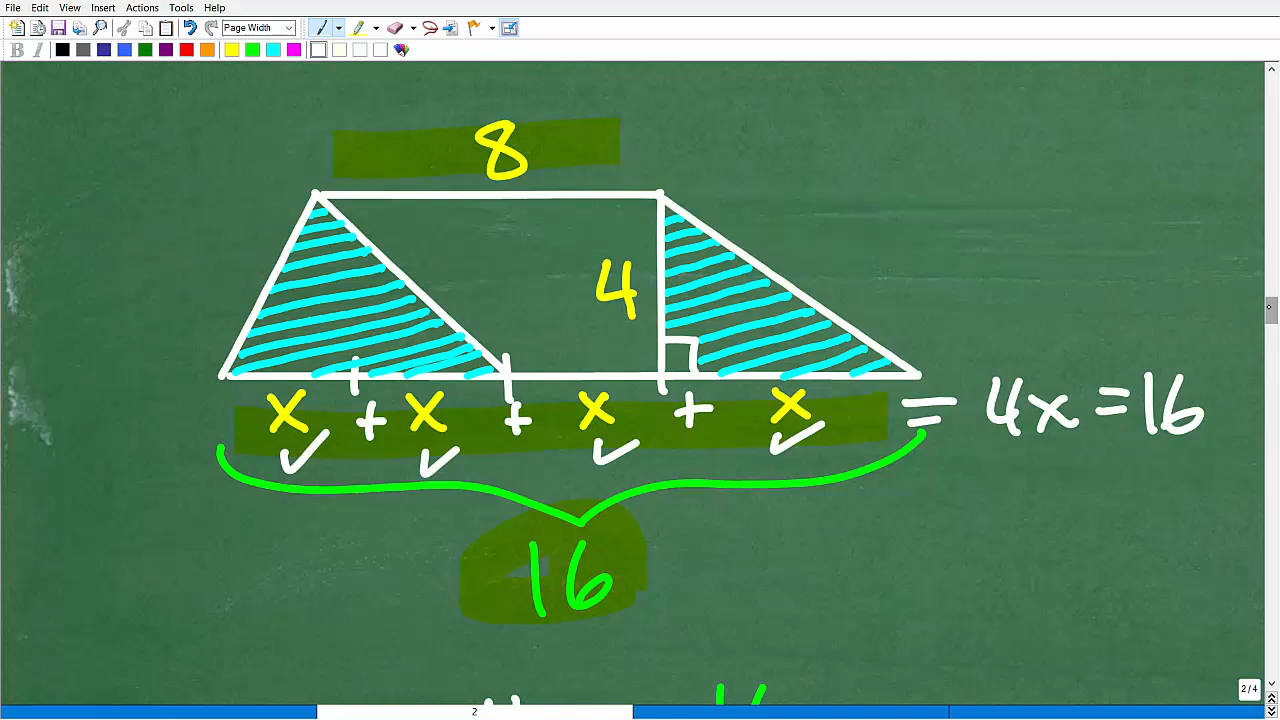 File Edit View Insert Actions Tools Help
Page Width
B I
8
4
x + x + x + x = 4x = 16
16
2/4
2